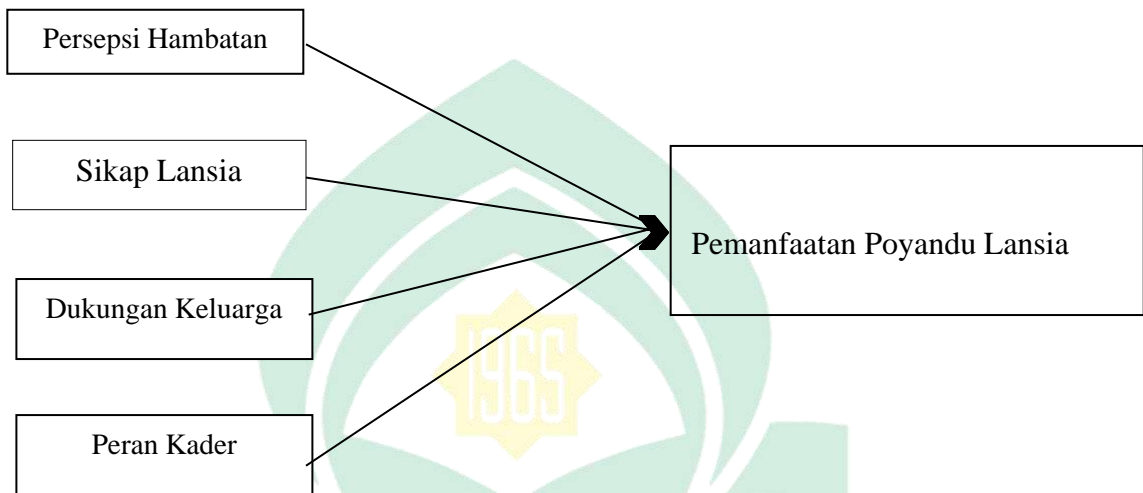 Persepsi Hambatan
Sikap Lansia
Pemanfaatan Poyandu Lansia
Dukungan Keluarga
1965
Peran Kader